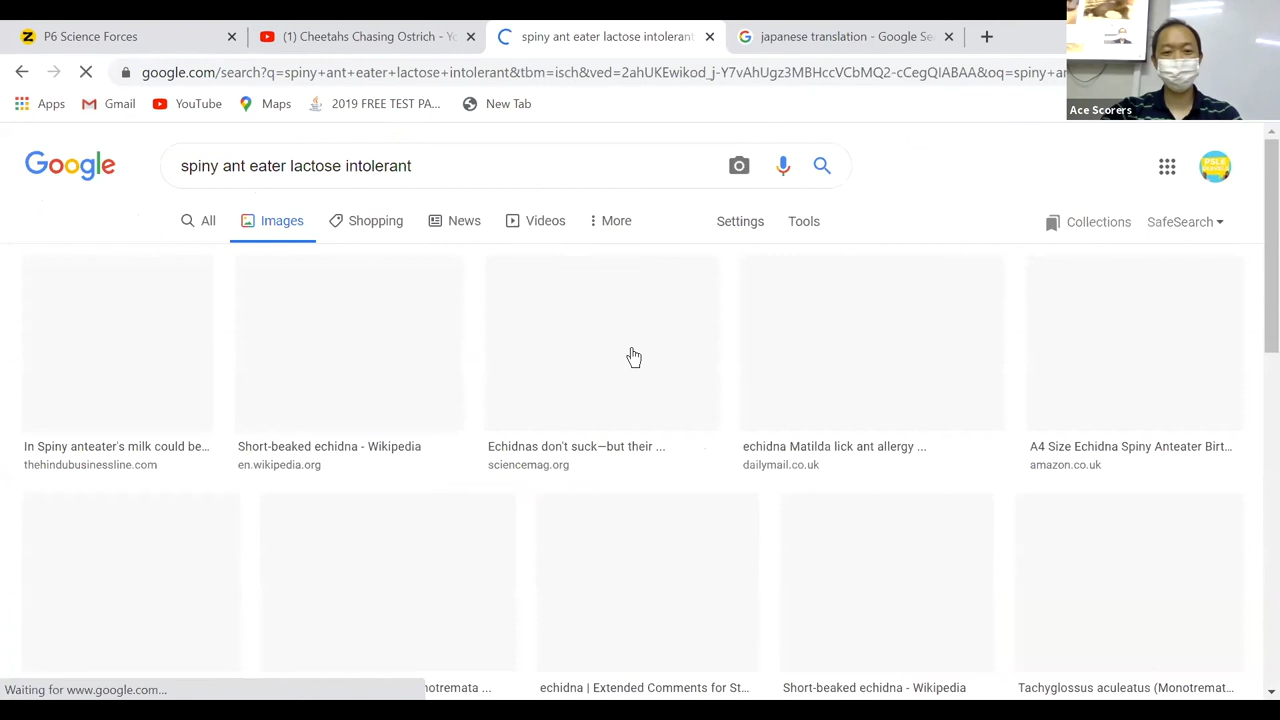 P6 Science Forces
(1) Cheetahs Chasing Ostrich - Yo
spiny ant eater lactose intolerant
japanese translation - Google Se
google.com/search?q=spiny+ant+eater+lactose+intolerant&tbm=isch&ved=2ahUKEwikod_j-Y7vAhUgz3MBHccVCbMQ2-cCegQIABAA&oq=spiny+an
Apps
Gmail
YouTube
Maps
2019 FREE TEST PA...
New Tab
Ace Scorers
Google
spiny ant eater lactose intolerant
PSLE
All
Images
Shopping
News
Videos
More
Settings
Tools
Collections
SafeSearch
In Spiny anteater's milk could be...
thehindubusinessline.com
Short-beaked echidna - Wikipedia
en.wikipedia.org
Echidnas don't suck—but their ...
sciencemag.org
echidna Matilda lick ant allergy ...
dailymail.co.uk
A4 Size Echidna Spiny Anteater Birt...
amazon.co.uk
notremata ...
echidna | Extended Comments for St...
Short-beaked echidna - Wikipedia
Tachyglossus aculeatus (Monotremat...
Waiting for www.google.com...